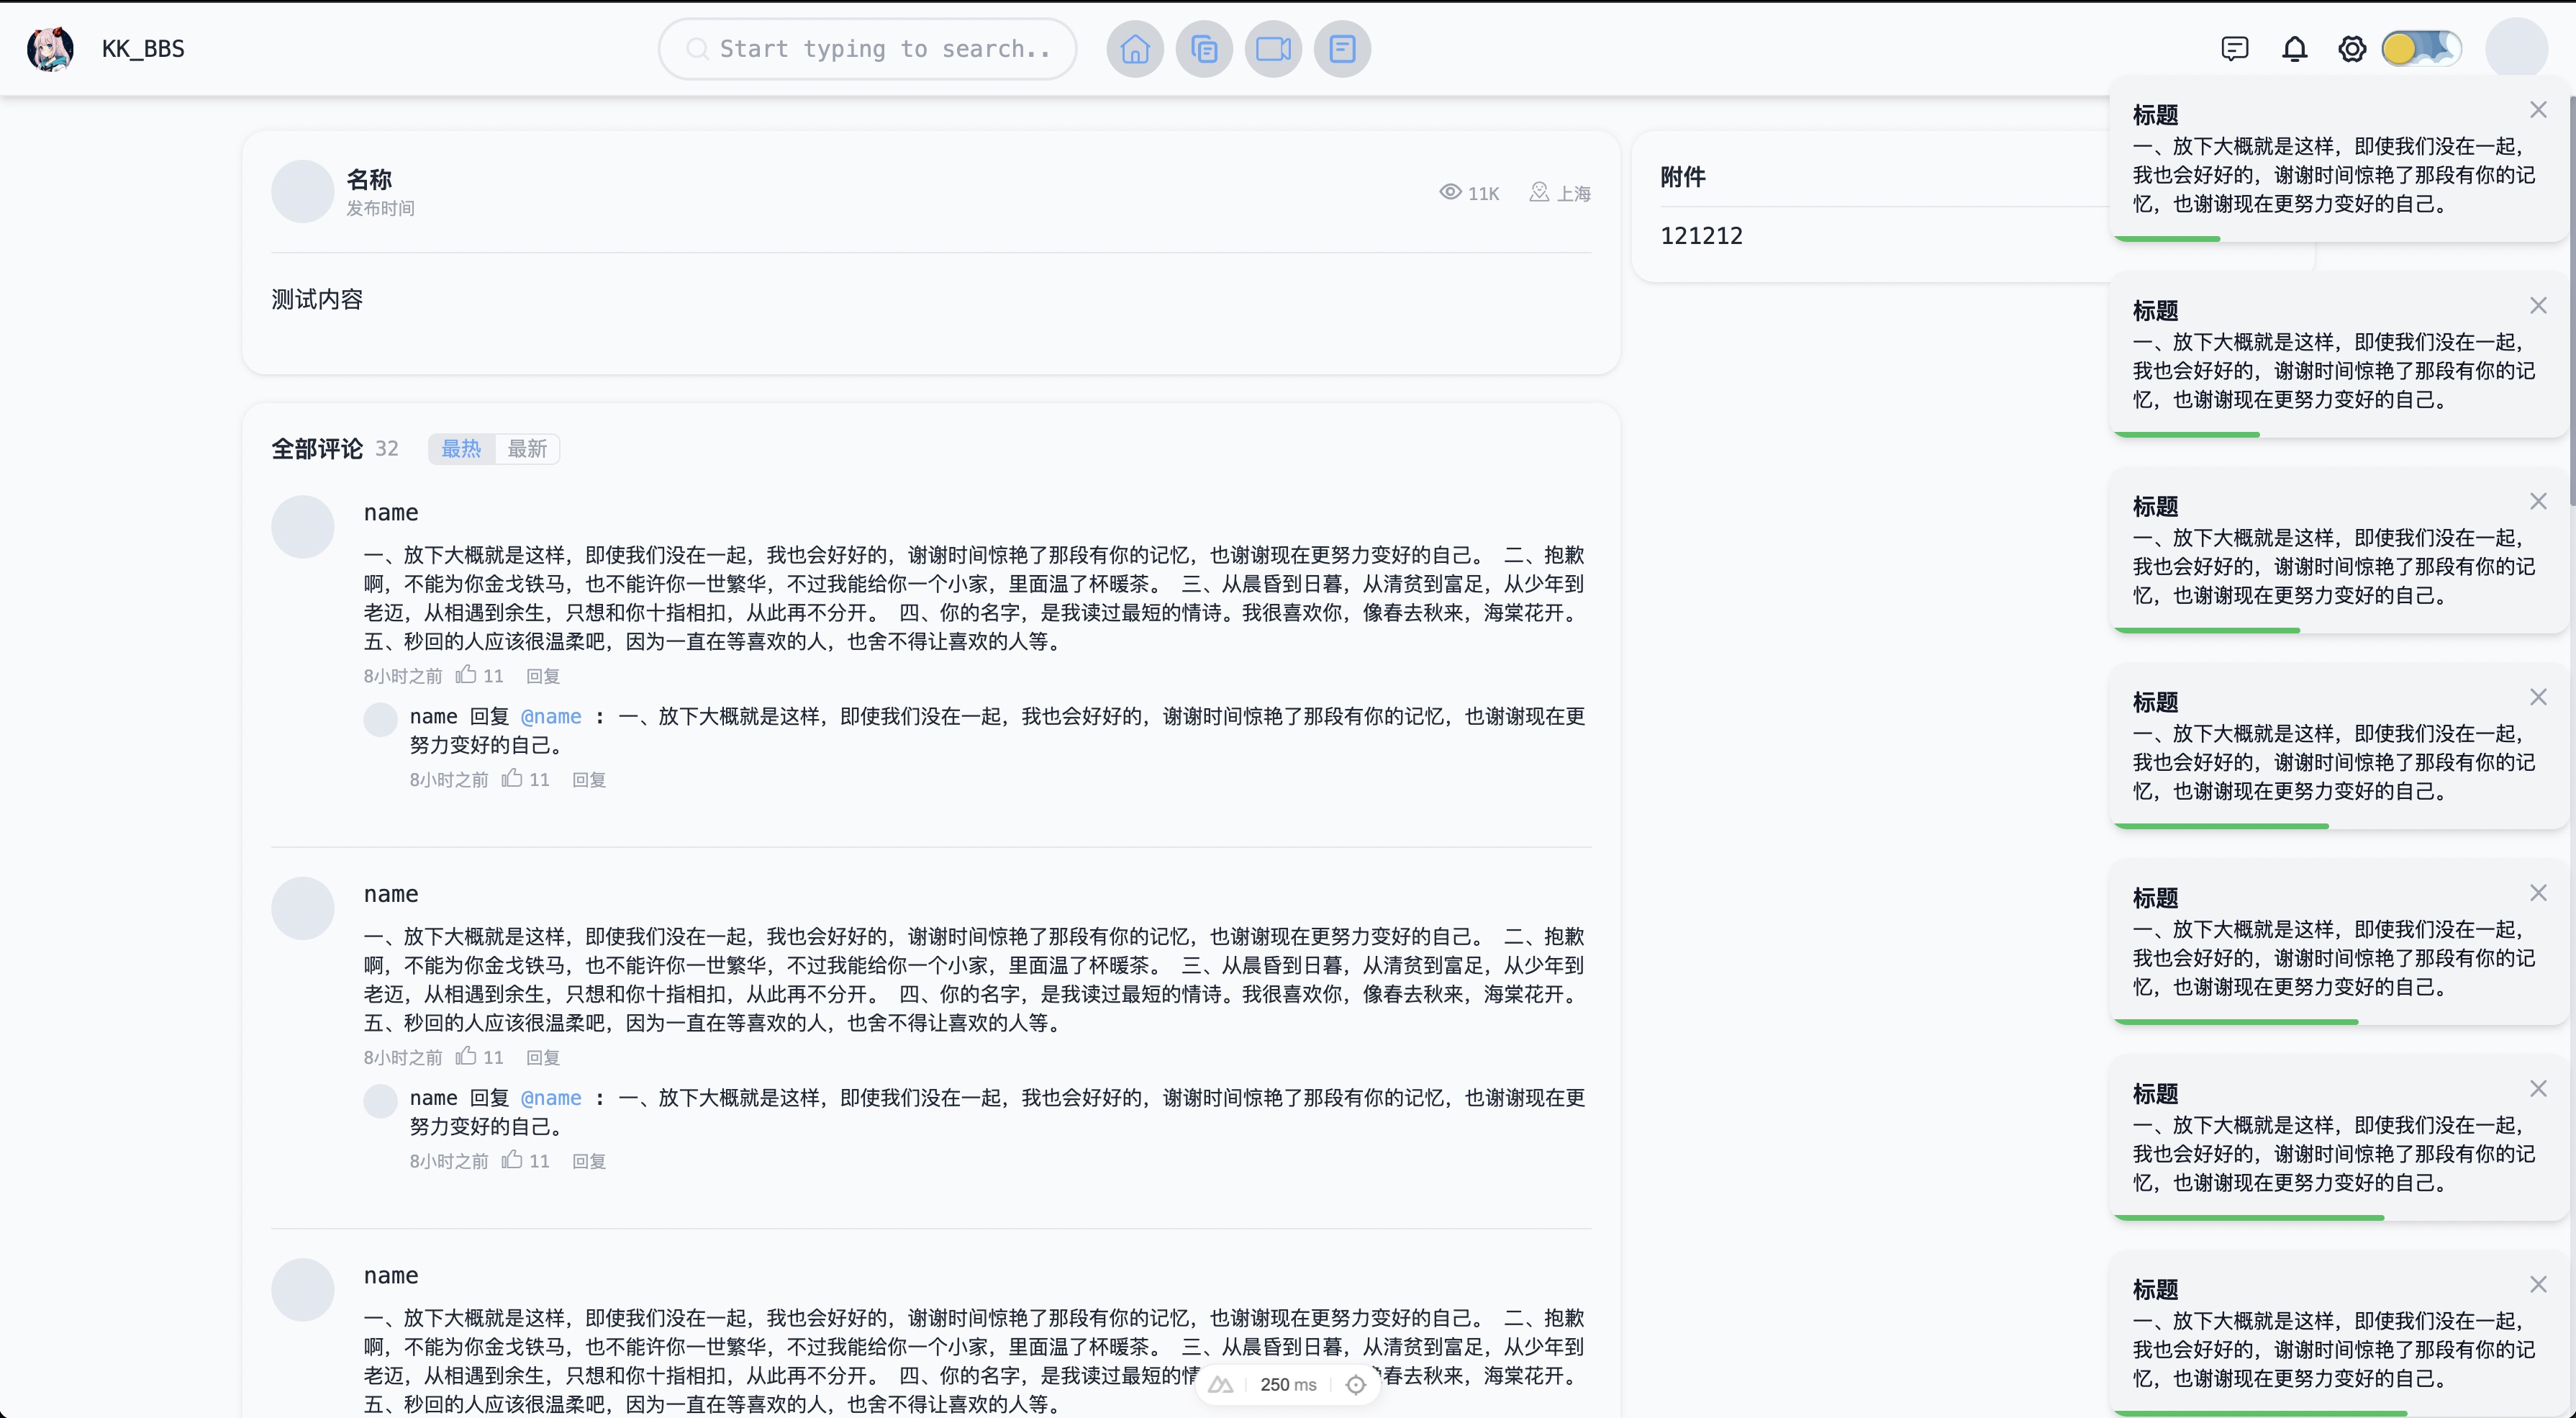 KK_BBS
Start typing to search..
名称
发布时间
11K
上海
测试内容
附件
121212
全部评论 32 最热 最新
name
一、放下大概就是这样，即使我们没在一起，我也会好好的，谢谢时间惊艳了那段有你的记忆，也谢谢现在更努力变好的自己。 二、抱歉
啊，不能为你金戈铁马，也不能许你一世繁华，不过我能给你一个小家，里面温了杯暖茶。 三、从晨昏到日暮，从清贫到富足，从少年到
老迈，从相遇到余生，只想和你十指相扣，从此再不分开。 四、你的名字，是我读过最短的情诗。我很喜欢你，像春去秋来，海棠花开。
五、秒回的人应该很温柔吧，因为一直在等喜欢的人，也舍不得让喜欢的人等。
8小时之前 11 回复
name 回复 @name : 一、放下大概就是这样，即使我们没在一起，我也会好好的，谢谢时间惊艳了那段有你的记忆，也谢谢现在更
努力变好的自己。
8小时之前 11 回复
name
一、放下大概就是这样，即使我们没在一起，我也会好好的，谢谢时间惊艳了那段有你的记忆，也谢谢现在更努力变好的自己。 二、抱歉
啊，不能为你金戈铁马，也不能许你一世繁华，不过我能给你一个小家，里面温了杯暖茶。 三、从晨昏到日暮，从清贫到富足，从少年到
老迈，从相遇到余生，只想和你十指相扣，从此再不分开。 四、你的名字，是我读过最短的情诗。我很喜欢你，像春去秋来，海棠花开。
五、秒回的人应该很温柔吧，因为一直在等喜欢的人，也舍不得让喜欢的人等。
8小时之前 11 回复
name 回复 @name : 一、放下大概就是这样，即使我们没在一起，我也会好好的，谢谢时间惊艳了那段有你的记忆，也谢谢现在更
努力变好的自己。
8小时之前 11 回复
name
一、放下大概就是这样，即使我们没在一起，我也会好好的，谢谢时间惊艳了那段有你的记忆，也谢谢现在更努力变好的自己。 二、抱歉
啊，不能为你金戈铁马，也不能许你一世繁华，不过我能给你一个小家，里面温了杯暖茶。 三、从晨昏到日暮，从清贫到富足，从少年到
老迈，从相遇到余生，只想和你十指相扣，从此再不分开。 四、你的名字，是我读过最短的 春去秋来，海棠花开。
五、秒回的人应该很温柔吧，因为一直在等喜欢的人，也舍不得让喜欢的人等。
250 ms
标题
一、放下大概就是这样，即使我们没在一起，
我也会好好的，谢谢时间惊艳了那段有你的记
忆，也谢谢现在更努力变好的自己。
标题
一、放下大概就是这样，即使我们没在一起，
我也会好好的，谢谢时间惊艳了那段有你的记
忆，也谢谢现在更努力变好的自己。
标题
一、放下大概就是这样，即使我们没在一起，
我也会好好的，谢谢时间惊艳了那段有你的记
忆，也谢谢现在更努力变好的自己。
标题
一、放下大概就是这样，即使我们没在一起，
我也会好好的，谢谢时间惊艳了那段有你的记
忆，也谢谢现在更努力变好的自己。
标题
一、放下大概就是这样，即使我们没在一起，
我也会好好的，谢谢时间惊艳了那段有你的记
忆，也谢谢现在更努力变好的自己。
标题
一、放下大概就是这样，即使我们没在一起，
我也会好好的，谢谢时间惊艳了那段有你的记
忆，也谢谢现在更努力变好的自己。
标题
一、放下大概就是这样，即使我们没在一起，
我也会好好的，谢谢时间惊艳了那段有你的记
忆，也谢谢现在更努力变好的自己。